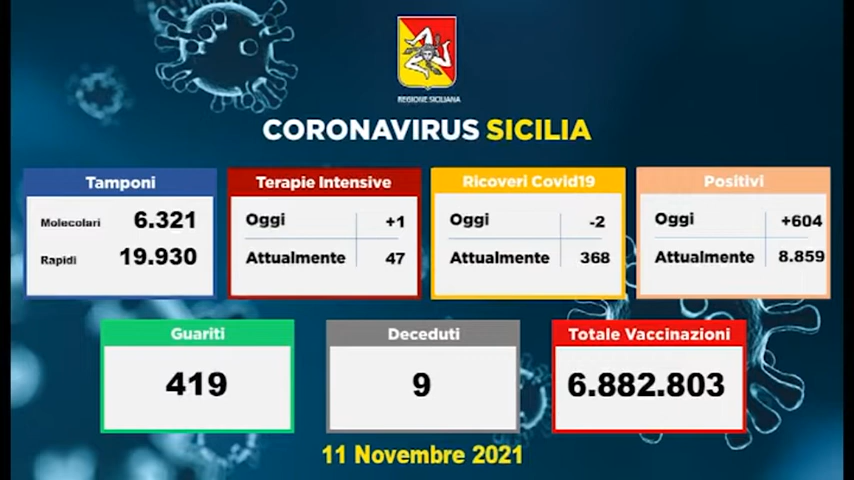 REGIONE SICILIANA
CORONAVIRUS SICILIA
Tamponi
Molecolari 6.321
Rapidi 19.930
Terapie Intensive
Oggi +1
Attualmente 47
Ricoveri Covid19
Oggi -2
Attualmente 368
Positivi
Oggi +604
Attualmente 8.859
Guariti
419
Deceduti
9
Totale Vaccinazioni
6.882.803
11 Novembre 2021